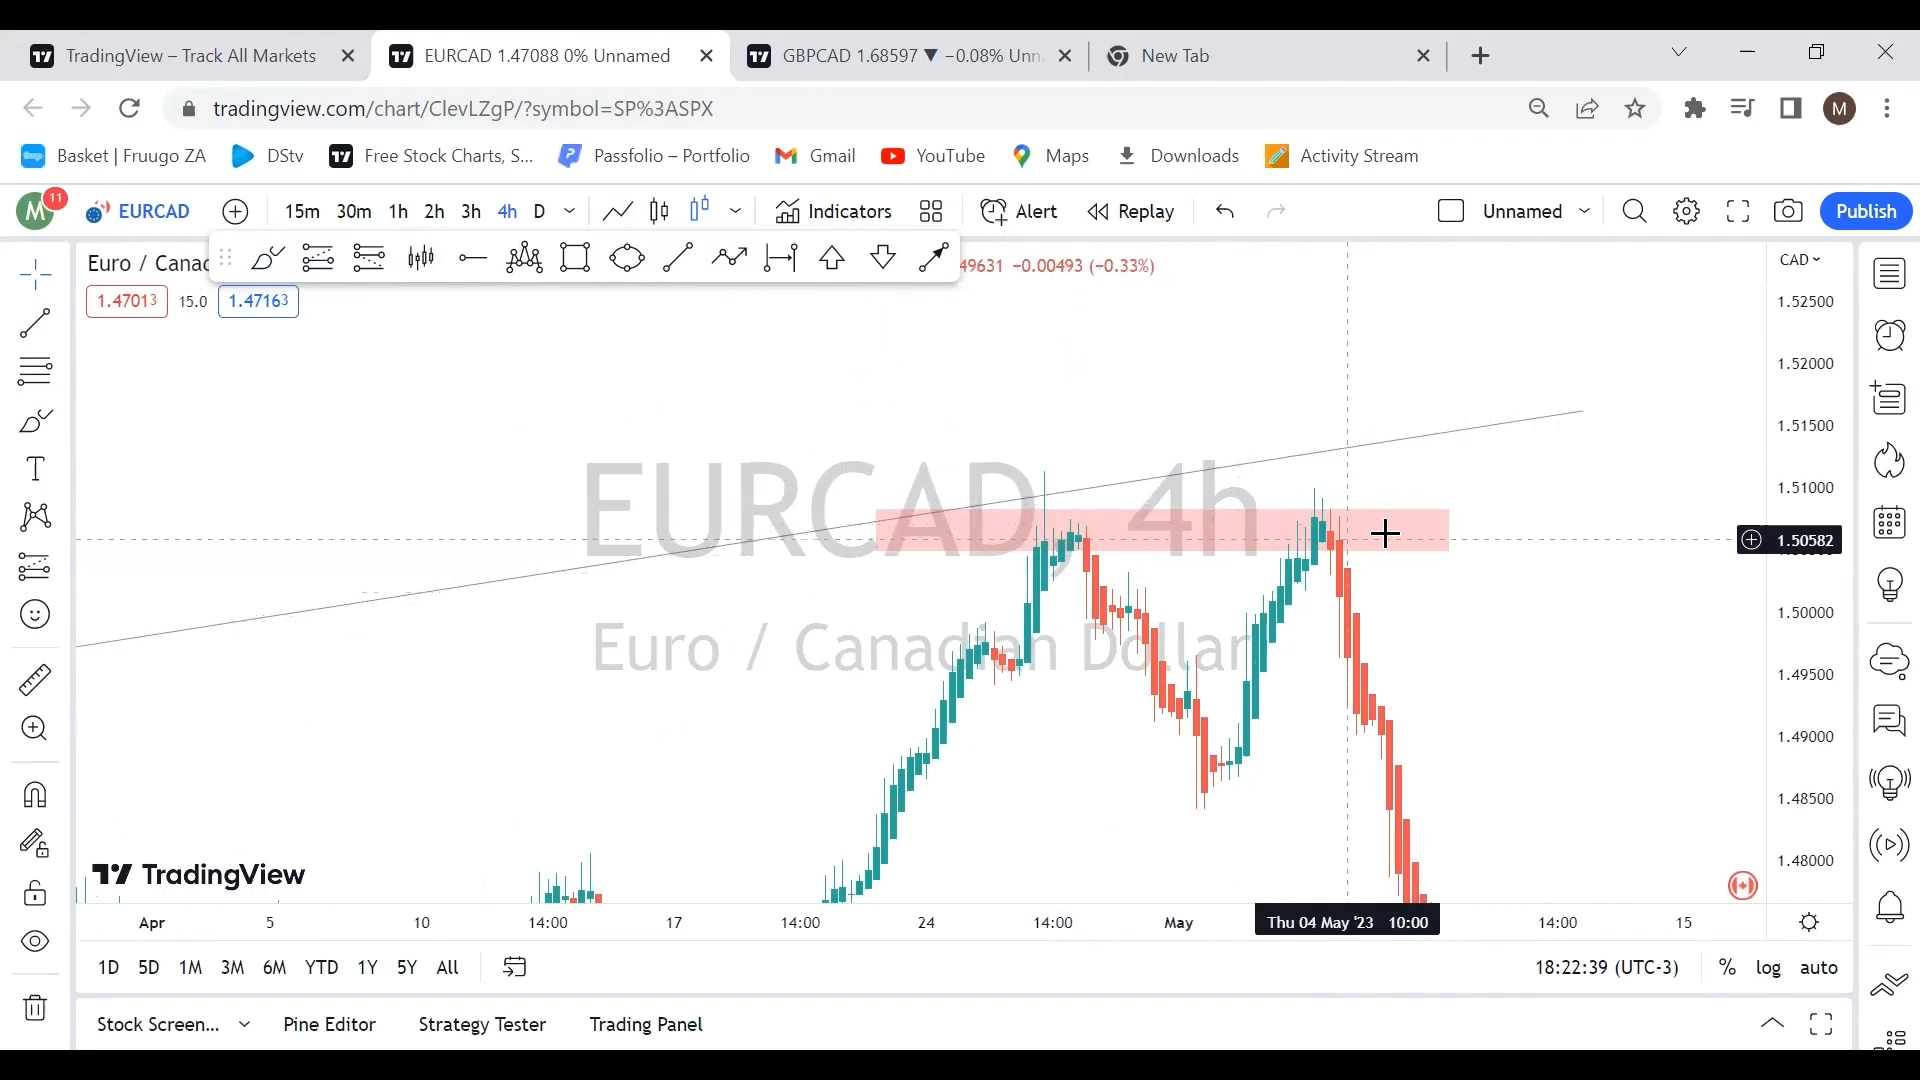 TradingView – Track All Markets
EURCAD 1.47088 0% Unnamed
GBPCAD 1.68597 ▼ −0.08% Unn
New Tab
tradingview.com/chart/ClevLZgP/?symbol=SP%3ASPX
M
Basket | Fruugo ZA
DStv
Free Stock Charts, S...
Passfolio – Portfolio
Gmail
YouTube
Maps
Downloads
Activity Stream
M
11
EURCAD
15m 30m 1h 2h 3h 4h D
Indicators
Alert
Replay
Unnamed
Publish
Euro / Canad
49631 −0.00493 (−0.33%)
CAD
1.47013 15.0 1.47163
1.52500
1.52000
1.51500
1.51000
1.50582
1.50000
1.49500
1.49000
1.48500
1.48000
EURCAD, 4h
Euro / Canadian Dollar
TradingView
Apr 5 10 14:00 17 14:00 24 14:00 May Thu 04 May '23 10:00 14:00 15
1D 5D 1M 3M 6M YTD 1Y 5Y All
18:22:39 (UTC-3) % log auto
Stock Screen... Pine Editor Strategy Tester Trading Panel